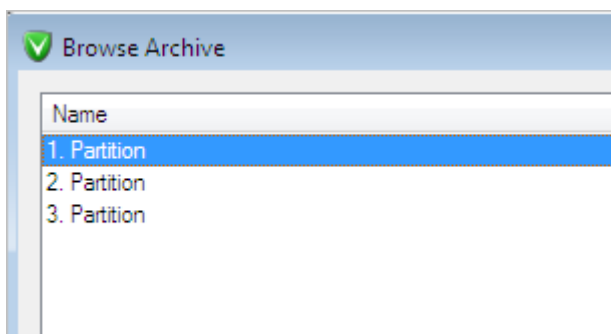 Browse Archive
Name
1. Partition
2. Partition
3. Partition